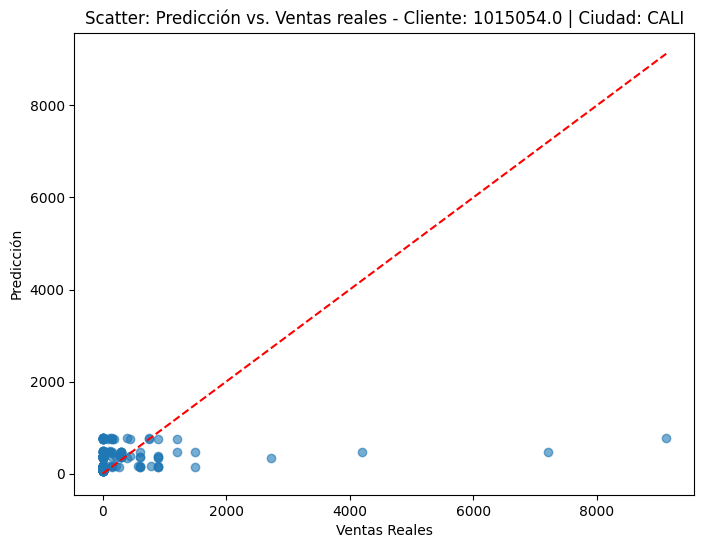 Scatter: Predicción vs. Ventas reales - Cliente: 1015054.0 | Ciudad: CALI
8000
6000
4000
2000
0
Predicción
0 2000 4000 6000 8000
Ventas Reales